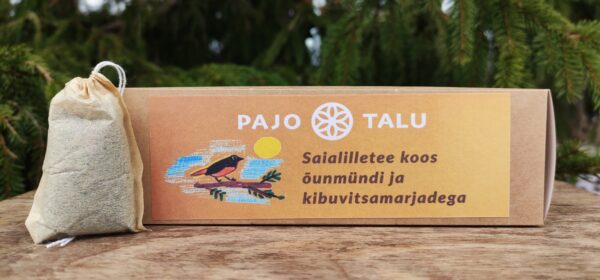 PAJO TALU
Saialilletee koos
õunmündi ja
kibuvitsamarjadega